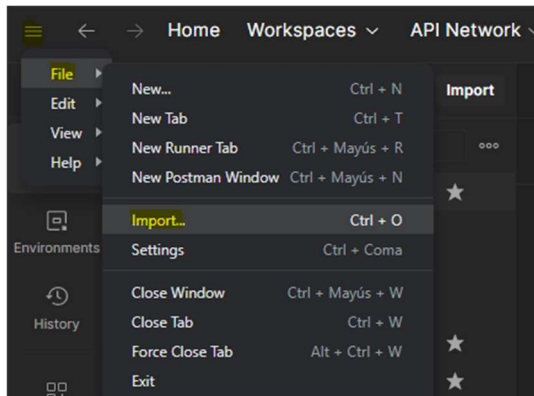 Home Workspaces API Network
File
Edit
View
Help
New... Ctrl + N
New Tab Ctrl + T
New Runner Tab Ctrl + Mayús + R
New Postman Window Ctrl + Mayús + N
Import... Ctrl + O
Settings Ctrl + Coma
Close Window Ctrl + Mayús + W
Close Tab Ctrl + W
Force Close Tab Alt + Ctrl + W
Exit
Import
Environments
History